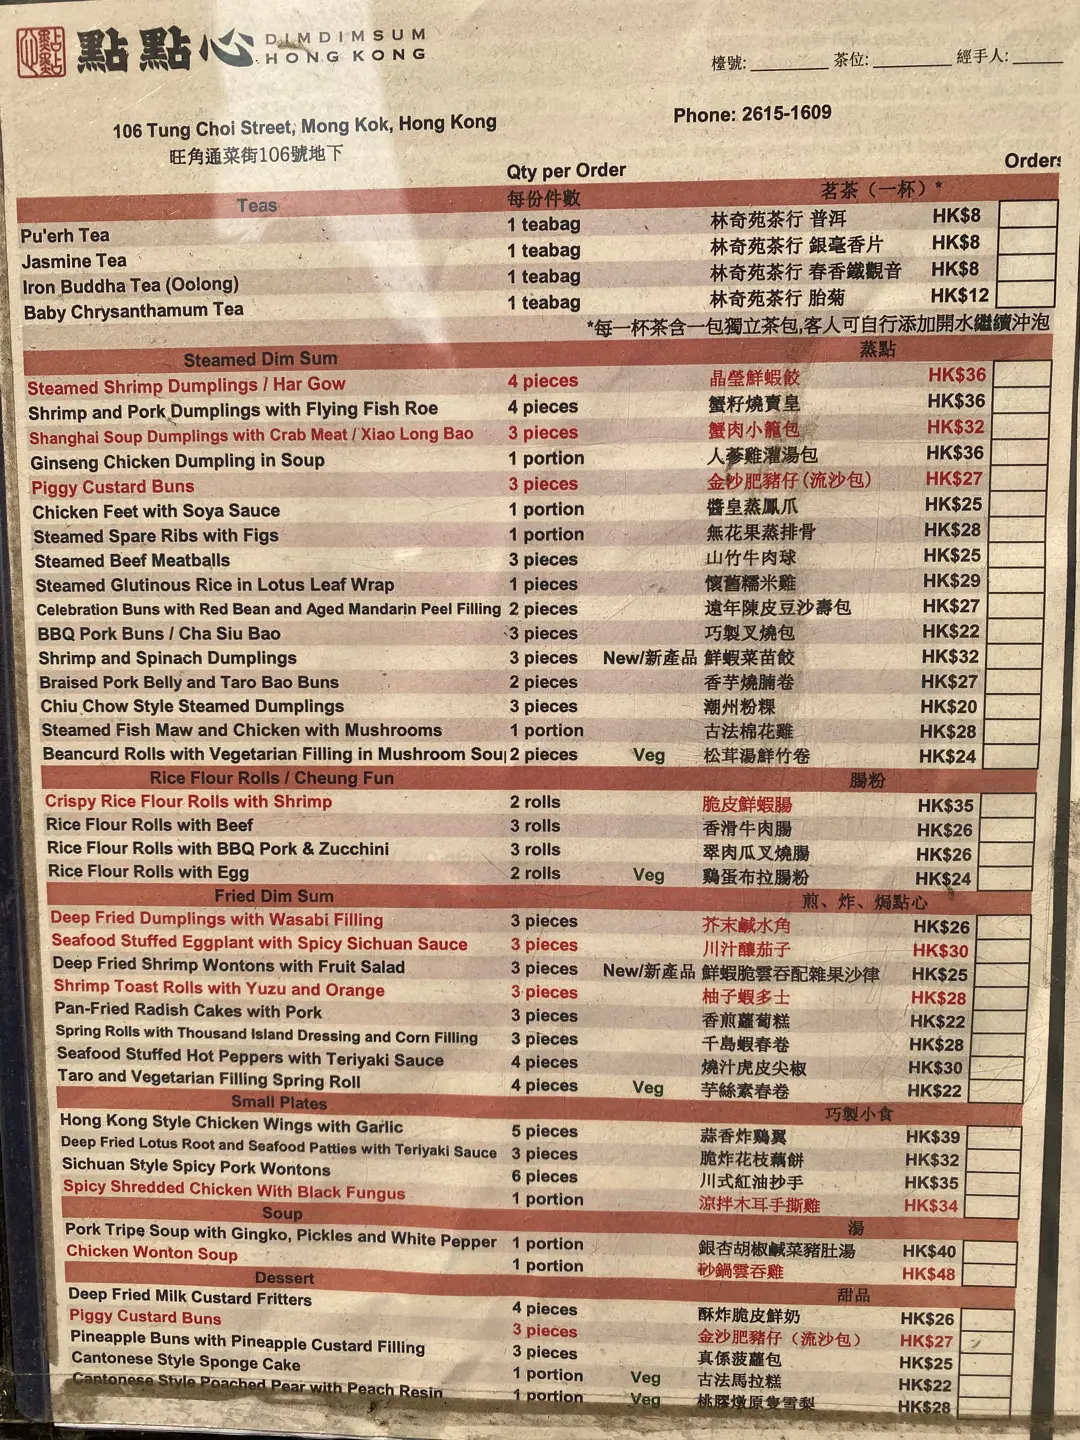 點點心 DIMDIMSUM HONG KONG
檯號: 茶位: 經手人:
106 Tung Choi Street, Mong Kok, Hong Kong Phone: 2615-1609
旺角通菜街106號地下
Qty per Order Orders
Teas 每份件數 茗茶（一杯）*
Pu'erh Tea 1 teabag 林奇苑茶行 普洱 HK$8
Jasmine Tea 1 teabag 林奇苑茶行 銀毫香片 HK$8
Iron Buddha Tea (Oolong) 1 teabag 林奇苑茶行 春香鐵觀音 HK$8
Baby Chrysanthamum Tea 1 teabag 林奇苑茶行 胎菊 HK$12
*每一杯茶含一包獨立茶包,客人可自行添加開水繼續沖泡
Steamed Dim Sum 蒸點
Steamed Shrimp Dumplings / Har Gow 4 pieces 晶瑩鮮蝦餃 HK$36
Shrimp and Pork Dumplings with Flying Fish Roe 4 pieces 蟹籽燒賣皇 HK$36
Shanghai Soup Dumplings with Crab Meat / Xiao Long Bao 3 pieces 蟹肉小籠包 HK$32
Ginseng Chicken Dumpling in Soup 1 portion 人蔘雞灌湯包 HK$36
Piggy Custard Buns 3 pieces 金沙肥豬仔(流沙包) HK$27
Chicken Feet with Soya Sauce 1 portion 醬皇蒸鳳爪 HK$25
Steamed Spare Ribs with Figs 1 portion 無花果蒸排骨 HK$28
Steamed Beef Meatballs 3 pieces 山竹牛肉球 HK$25
Steamed Glutinous Rice in Lotus Leaf Wrap 1 pieces 懷舊糯米雞 HK$29
Celebration Buns with Red Bean and Aged Mandarin Peel Filling 2 pieces 遠年陳皮豆沙壽包 HK$27
BBQ Pork Buns / Cha Siu Bao 3 pieces 巧製叉燒包 HK$22
Shrimp and Spinach Dumplings 3 pieces New/新產品 鮮蝦菜苗餃 HK$32
Braised Pork Belly and Taro Bao Buns 2 pieces 香芋燒腩卷 HK$27
Chiu Chow Style Steamed Dumplings 3 pieces 潮州粉粿 HK$20
Steamed Fish Maw and Chicken with Mushrooms 1 portion 古法棉花雞 HK$28
Beancurd Rolls with Vegetarian Filling in Mushroom Sou 2 pieces Veg 松茸湯鮮竹卷 HK$24
Rice Flour Rolls / Cheung Fun 腸粉
Crispy Rice Flour Rolls with Shrimp 2 rolls 脆皮鮮蝦腸 HK$35
Rice Flour Rolls with Beef 3 rolls 香滑牛肉腸 HK$26
Rice Flour Rolls with BBQ Pork & Zucchini 3 rolls 翠肉瓜叉燒腸 HK$26
Rice Flour Rolls with Egg 2 rolls Veg 鷄蛋布拉腸粉 HK$24
Fried Dim Sum 煎、炸、焗點心
Deep Fried Dumplings with Wasabi Filling 3 pieces 芥末鹹水角 HK$26
Seafood Stuffed Eggplant with Spicy Sichuan Sauce 3 pieces 川汁釀茄子 HK$30
Deep Fried Shrimp Wontons with Fruit Salad 3 pieces New/新產品 鮮蝦脆雲吞配雜果沙律 HK$25
Shrimp Toast Rolls with Yuzu and Orange 3 pieces 柚子蝦多士 HK$28
Pan-Fried Radish Cakes with Pork 3 pieces 香煎蘿蔔糕 HK$22
Spring Rolls with Thousand Island Dressing and Corn Filling 3 pieces 千島蝦春卷 HK$28
Seafood Stuffed Hot Peppers with Teriyaki Sauce 4 pieces 燒汁虎皮尖椒 HK$30
Taro and Vegetarian Filling Spring Roll 4 pieces Veg 芋絲素春卷 HK$22
Small Plates 巧製小食
Hong Kong Style Chicken Wings with Garlic 5 pieces 蒜香炸鷄翼 HK$39
Deep Fried Lotus Root and Seafood Patties with Teriyaki Sauce 3 pieces 脆炸花枝藕餅 HK$32
Sichuan Style Spicy Pork Wontons 6 pieces 川式紅油抄手 HK$35
Spicy Shredded Chicken With Black Fungus 1 portion 涼拌木耳手撕雞 HK$34
Soup 湯
Pork Tripe Soup with Gingko, Pickles and White Pepper 1 portion 銀杏胡椒鹹菜豬肚湯 HK$40
Chicken Wonton Soup 1 portion 砂鍋雲吞雞 HK$48
Dessert 甜品
Deep Fried Milk Custard Fritters 4 pieces 酥炸脆皮鮮奶 HK$26
Piggy Custard Buns 3 pieces 金沙肥豬仔（流沙包） HK$27
Pineapple Buns with Pineapple Custard Filling 3 pieces 真係菠蘿包 HK$25
Cantonese Style Sponge Cake 1 portion Veg 古法馬拉糕 HK$22
Cantonese Style Poached Pear with Peach Resin 1 portion Veg 桃膠燉原隻雪梨 HK$28